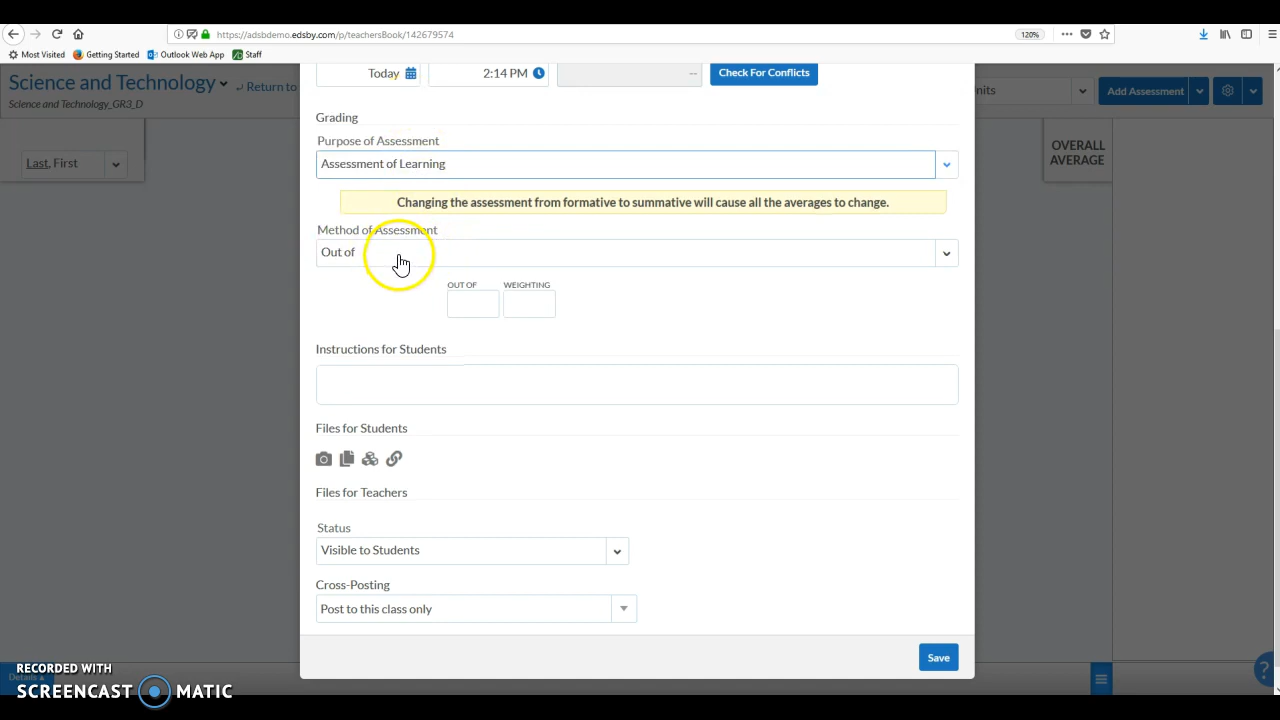 https://adsbdemo.edsby.com/p/teachersBook/142679574
120%
Most Visited Getting Started Outlook Web App Staff
Science and Technology
Return to
Science and Technology_GR3_D
Today 2:14 PM -- Check For Conflicts
nits
Add Assessment
Grading
Purpose of Assessment
Assessment of Learning
OVERALL
AVERAGE
Last, First
Changing the assessment from formative to summative will cause all the averages to change.
Method of Assessment
Out of
OUT OF WEIGHTING
Instructions for Students
Files for Students
Files for Teachers
Status
Visible to Students
Cross-Posting
Post to this class only
Save
Details
RECORDED WITH
SCREENCAST MATIC